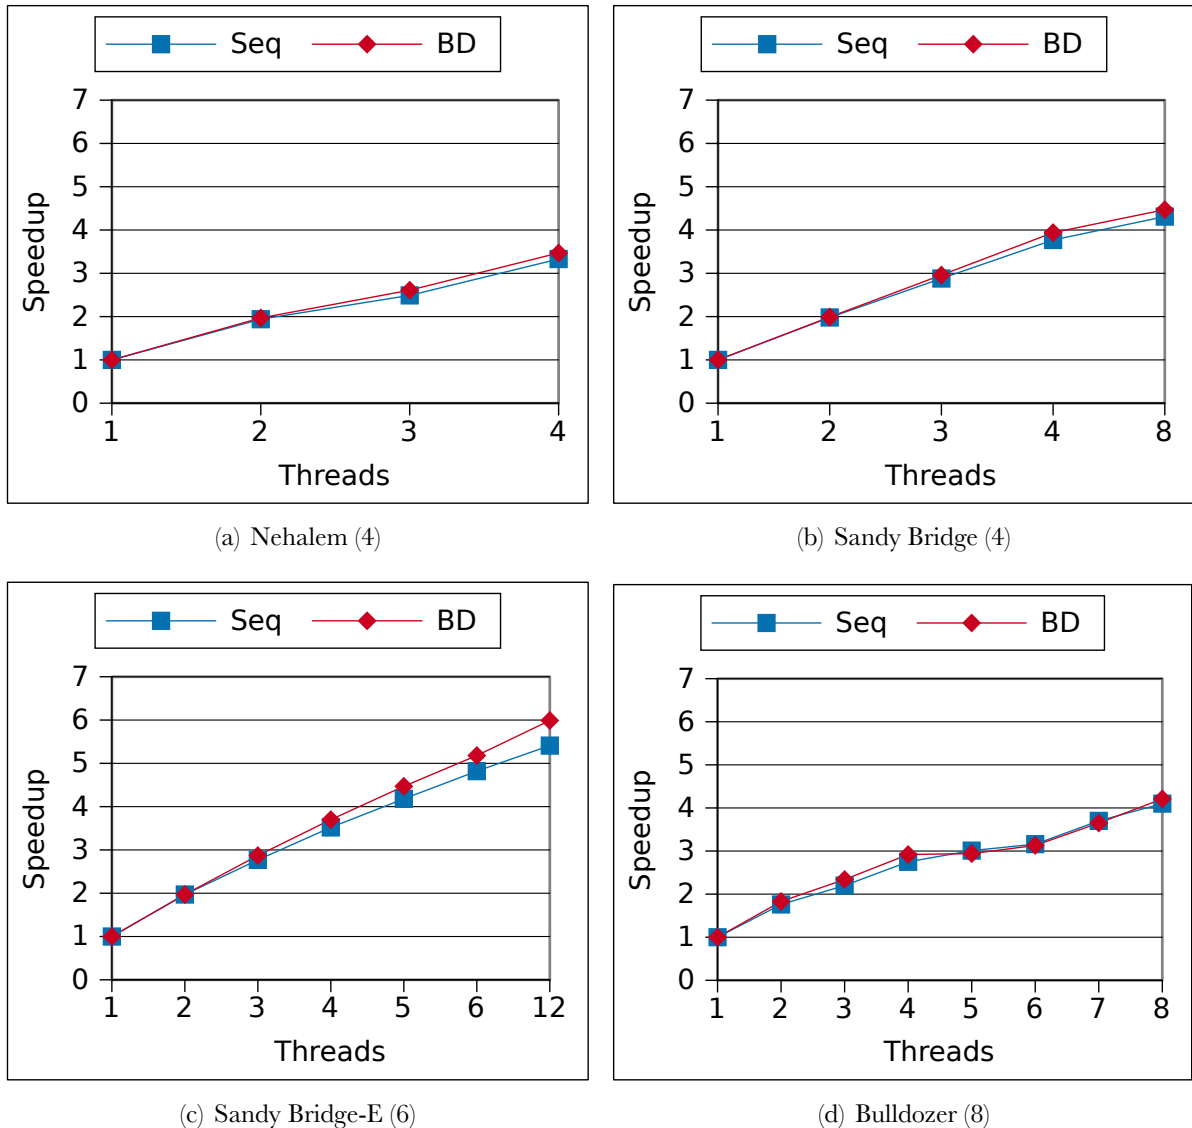 Seq BD
7
6
5
4
3
2
1
0
Speedup
1 2 3 4
Threads
(a) Nehalem (4)
Seq BD
7
6
5
4
3
2
1
0
Speedup
1 2 3 4 8
Threads
(b) Sandy Bridge (4)
Seq BD
7
6
5
4
3
2
1
0
Speedup
1 2 3 4 5 6 12
Threads
(c) Sandy Bridge-E (6)
Seq BD
7
6
5
4
3
2
1
0
Speedup
1 2 3 4 5 6 7 8
Threads
(d) Bulldozer (8)